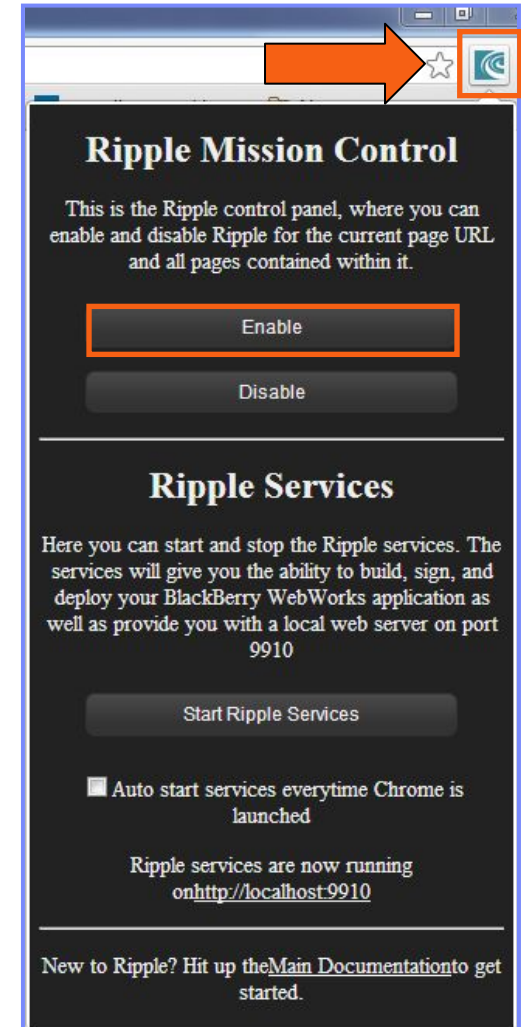 Ripple Mission Control
This is the Ripple control panel, where you can
enable and disable Ripple for the current page URL
and all pages contained within it.
Enable
Disable
Ripple Services
Here you can start and stop the Ripple services. The
services will give you the ability to build, sign, and
deploy your BlackBerry WebWorks application as
well as provide you with a local web server on port
9910
Start Ripple Services
Auto start services everytime Chrome is
launched
Ripple services are now running
onhttp://localhost:9910
New to Ripple? Hit up theMain Documentationto get
started.